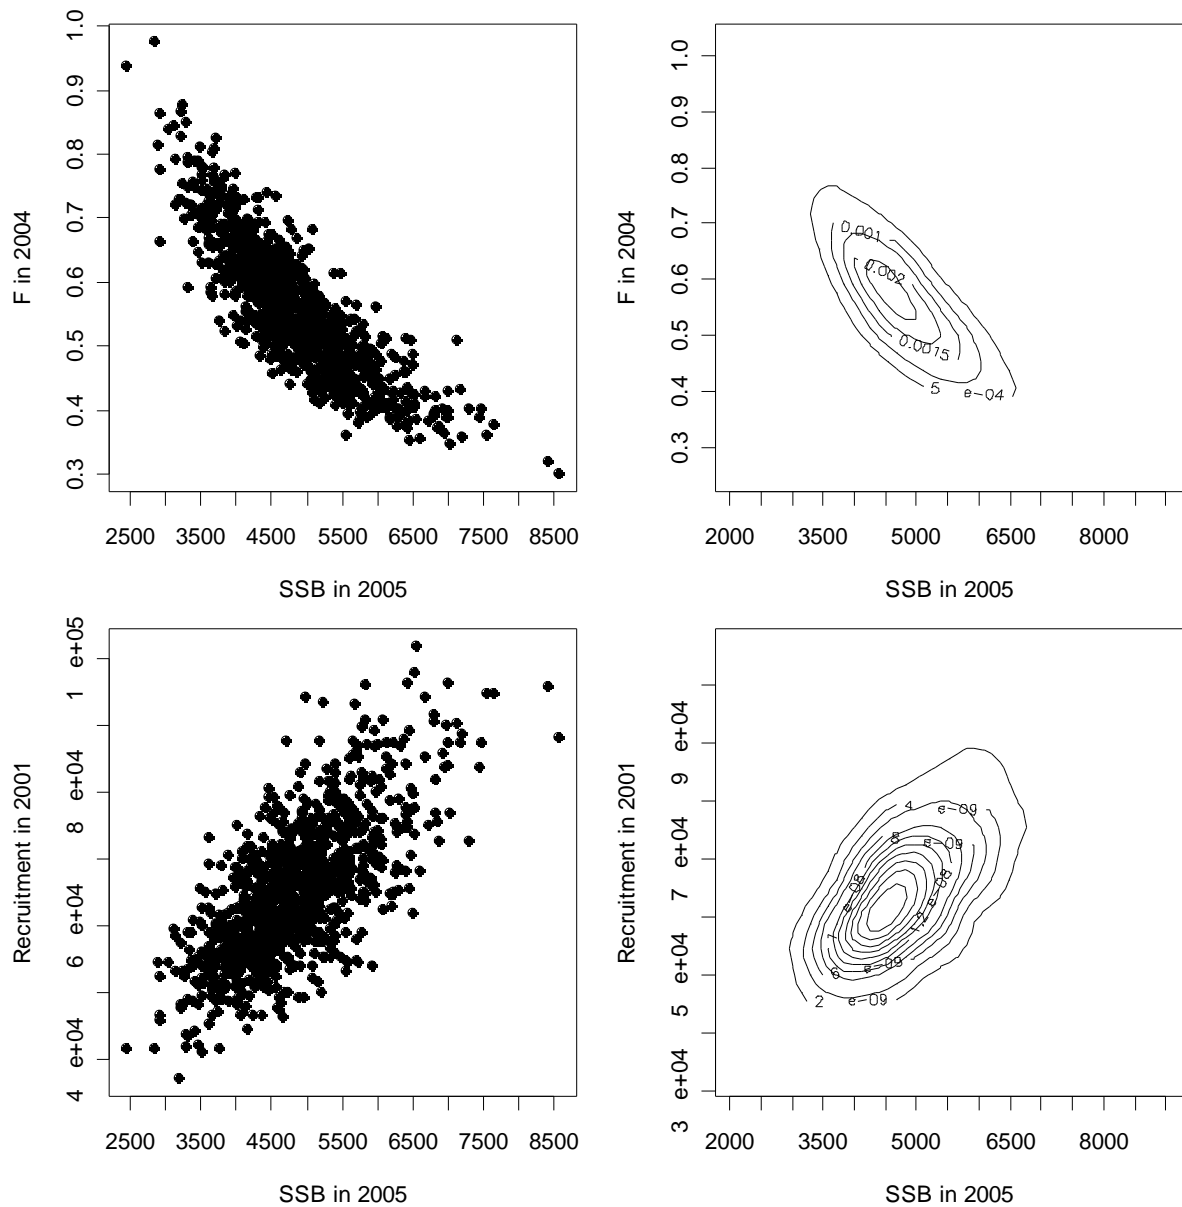 1.0
0.9
0.8
0.7
0.6
0.5
0.4
0.3
F in 2004
2500 3500 4500 5500 6500 7500 8500
SSB in 2005
1.0
0.9
0.8
0.7
0.6
0.5
0.4
0.3
F in 2004
0.001
0.002
0.0015
5 e-04
2000 3500 5000 6500 8000
SSB in 2005
1 e+05
8 e+04
6 e+04
4 e+04
Recruitment in 2001
2500 3500 4500 5500 6500 7500 8500
SSB in 2005
9 e+04
7 e+04
5 e+04
3 e+04
Recruitment in 2001
4 e-09
8 e-09
1 e-08
1.2 e-08
6 e-09
2 e-09
2000 3500 5000 6500 8000
SSB in 2005